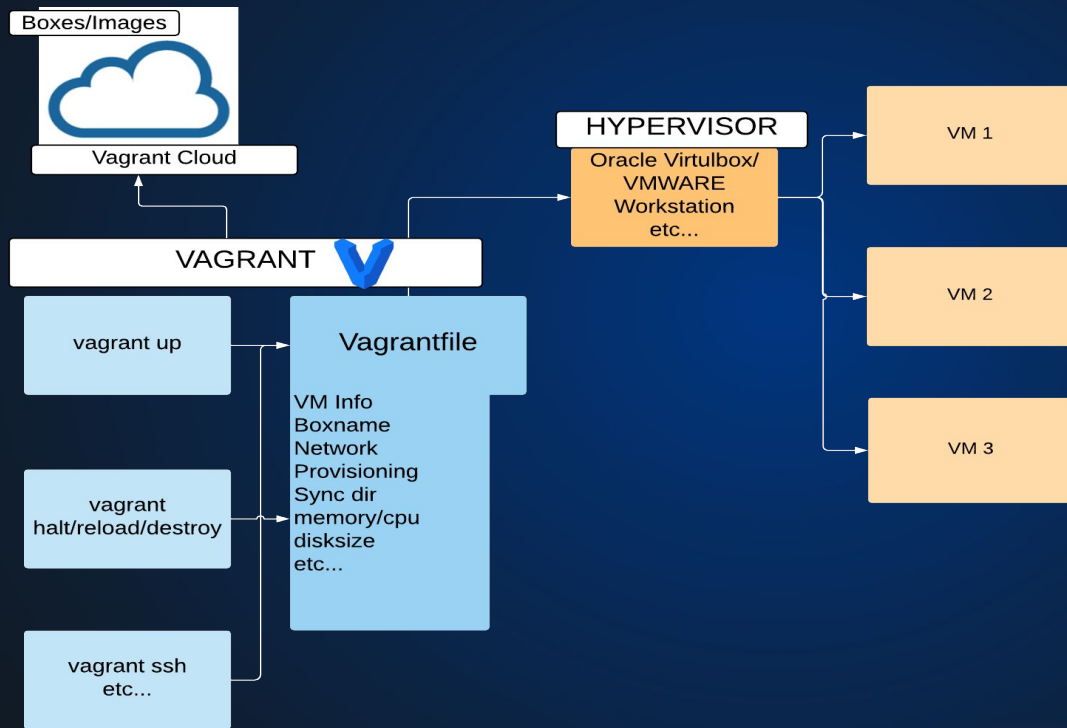 Boxes/Images
Vagrant Cloud
HYPERVISOR
Oracle Virtulbox/
VMWARE
Workstation
etc...
VM 1
VM 2
VM 3
VAGRANT
vagrant up
vagrant
halt/reload/destroy
vagrant ssh
etc...
Vagrantfile
VM Info
Boxname
Network
Provisioning
Sync dir
memory/cpu
disksize
etc...